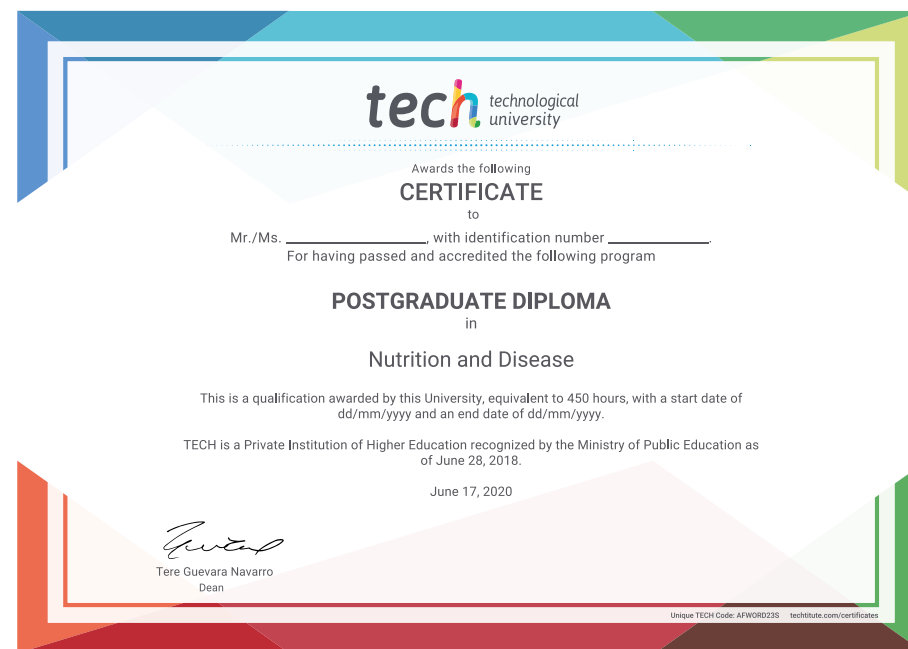 tech technological
university
Awards the following
CERTIFICATE
to
Mr./Ms. ____________________, with identification number __________________.
For having passed and accredited the following program
POSTGRADUATE DIPLOMA
in
Nutrition and Disease
This is a qualification awarded by this University, equivalent to 450 hours, with a start date of
dd/mm/yyyy and an end date of dd/mm/yyyy.
TECH is a Private Institution of Higher Education recognized by the Ministry of Public Education as
of June 28, 2018.
June 17, 2020
Tere Guevara Navarro
Dean
Unique TECH Code: AFWORD23S techtitute.com/certificates